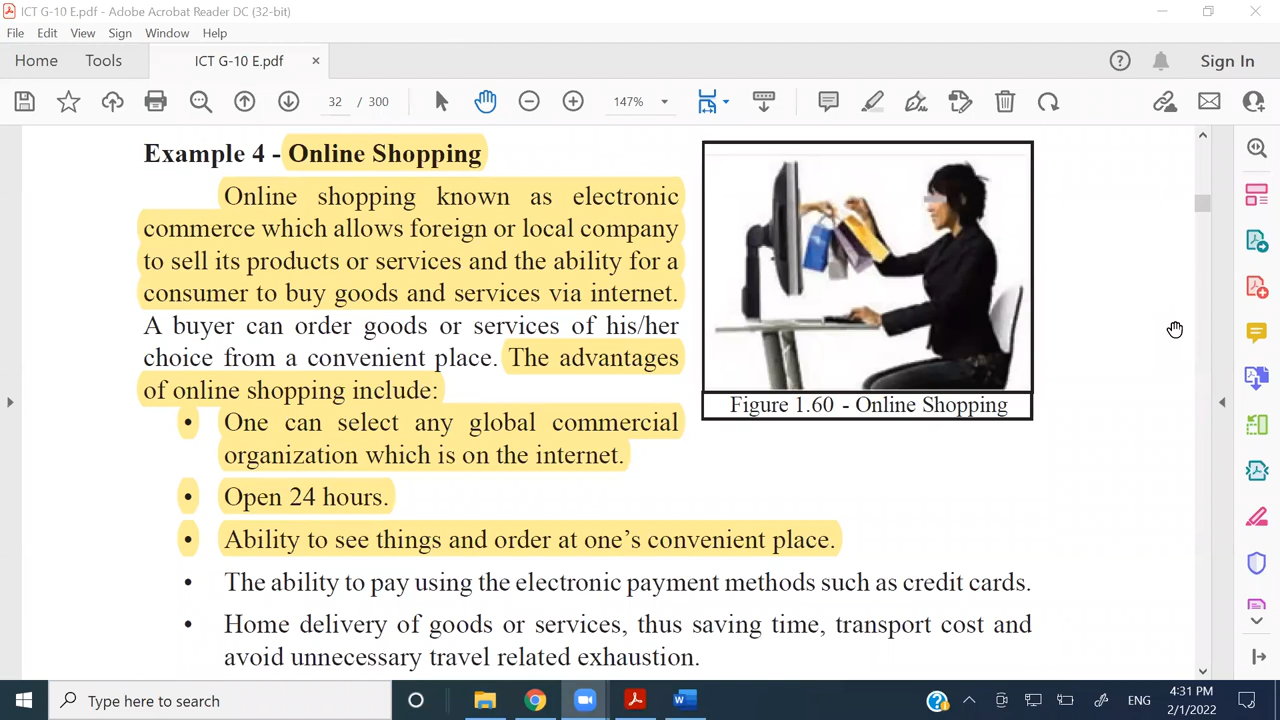 ICT G-10 E.pdf - Adobe Acrobat Reader DC (32-bit)
File Edit View Sign Window Help
Home Tools ICT G-10 E.pdf × Sign In
32 / 300 147%
Example 4 - Online Shopping
Online shopping known as electronic
commerce which allows foreign or local company
to sell its products or services and the ability for a
consumer to buy goods and services via internet.
A buyer can order goods or services of his/her
choice from a convenient place. The advantages
of online shopping include:
• One can select any global commercial
organization which is on the internet.
• Open 24 hours.
• Ability to see things and order at one's convenient place.
• The ability to pay using the electronic payment methods such as credit cards.
• Home delivery of goods or services, thus saving time, transport cost and
avoid unnecessary travel related exhaustion.
Figure 1.60 - Online Shopping
Type here to search
ENG
4:31 PM
2/1/2022